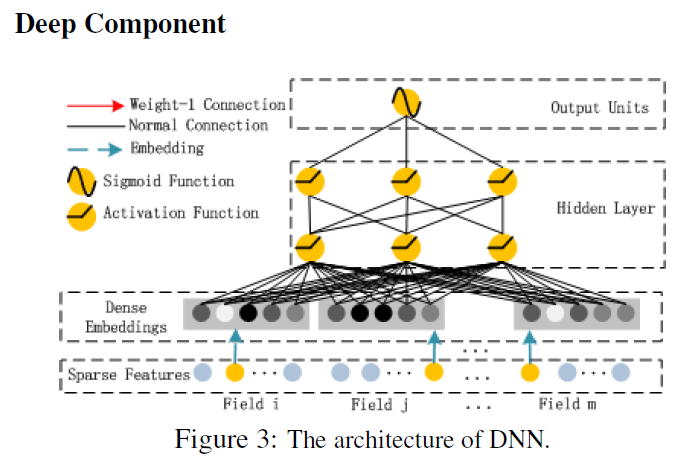 Deep Component
Weight-1 Connection
Normal Connection
Embedding
Sigmoid Function
Activation Function
Output Units
Hidden Layer
Dense
Embeddings
...
Sparse Features
... ... ... ...
Field i Field j ... Field m
Figure 3: The architecture of DNN.